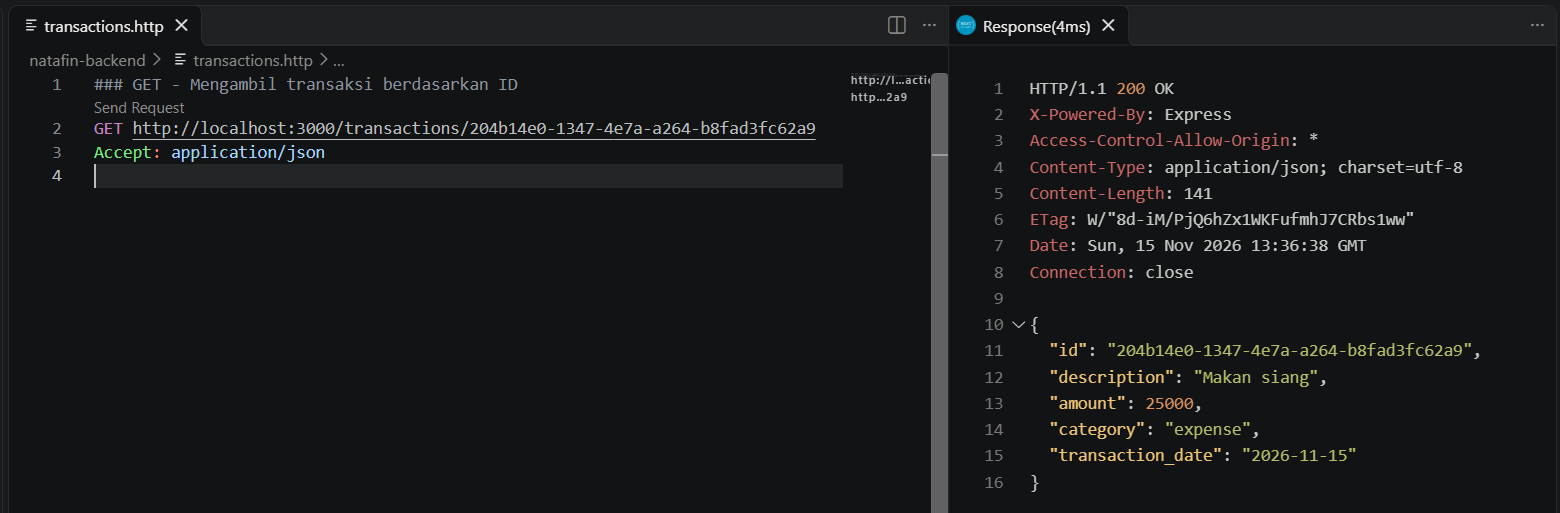 transactions.http
natafin-backend > transactions.http > ...
1 ### GET - Mengambil transaksi berdasarkan ID
Send Request
2 GET http://localhost:3000/transactions/204b14e0-1347-4e7a-a264-b8fad3fc62a9
3 Accept: application/json
4
http://l...actic
http...2a9
Response(4ms)
1 HTTP/1.1 200 OK
2 X-Powered-By: Express
3 Access-Control-Allow-Origin: *
4 Content-Type: application/json; charset=utf-8
5 Content-Length: 141
6 ETag: W/"8d-iM/PjQ6hZx1WKFufmhJ7CRbs1ww"
7 Date: Sun, 15 Nov 2026 13:36:38 GMT
8 Connection: close
9
10 {
11 "id": "204b14e0-1347-4e7a-a264-b8fad3fc62a9",
12 "description": "Makan siang",
13 "amount": 25000,
14 "category": "expense",
15 "transaction_date": "2026-11-15"
16 }